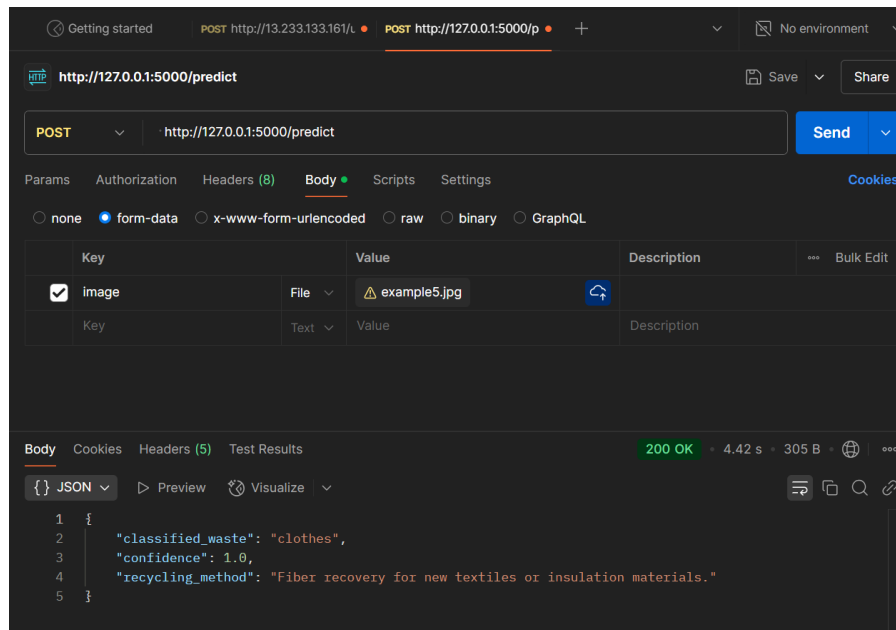 Getting started POST http://13.233.133.161/u POST http://127.0.0.1:5000/p No environment
HTTP http://127.0.0.1:5000/predict Save Share
POST http://127.0.0.1:5000/predict Send
Params Authorization Headers (8) Body Scripts Settings Cookies
none form-data x-www-form-urlencoded raw binary GraphQL
Key Value Description Bulk Edit
image File example5.jpg
Key Text Value Description
Body Cookies Headers (5) Test Results 200 OK 4.42 s 305 B
{} JSON Preview Visualize
1 {
2 "classified_waste": "clothes",
3 "confidence": 1.0,
4 "recycling_method": "Fiber recovery for new textiles or insulation materials."
5 }